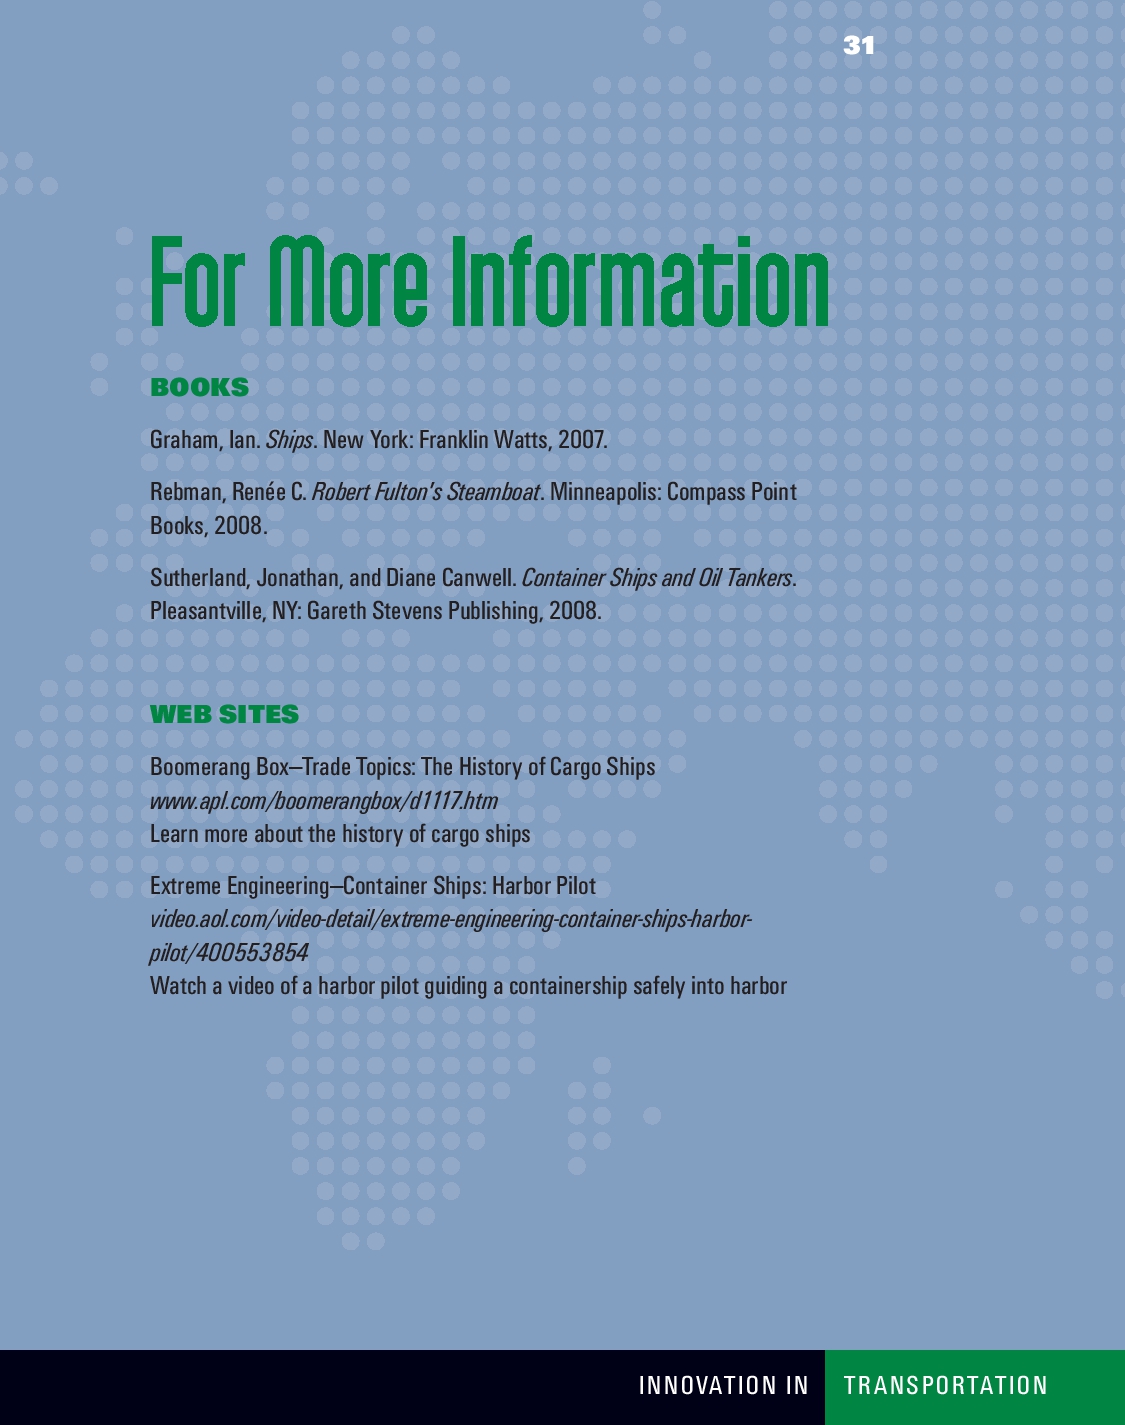 31
For More Information
BOOKS
Graham, Ian. Ships. New York: Franklin Watts, 2007.
Rebman, Renée C. Robert Fulton's Steamboat. Minneapolis: Compass Point
Books, 2008.
Sutherland, Jonathan, and Diane Canwell. Container Ships and Oil Tankers.
Pleasantville, NY: Gareth Stevens Publishing, 2008.
WEB SITES
Boomerang Box—Trade Topics: The History of Cargo Ships
www.apl.com/boomerangbox/d1117.htm
Learn more about the history of cargo ships
Extreme Engineering—Container Ships: Harbor Pilot
video.aol.com/video-detail/extreme-engineering-container-ships-harbor-
pilot/400553854
Watch a video of a harbor pilot guiding a containership safely into harbor
INNOVATION IN TRANSPORTATION